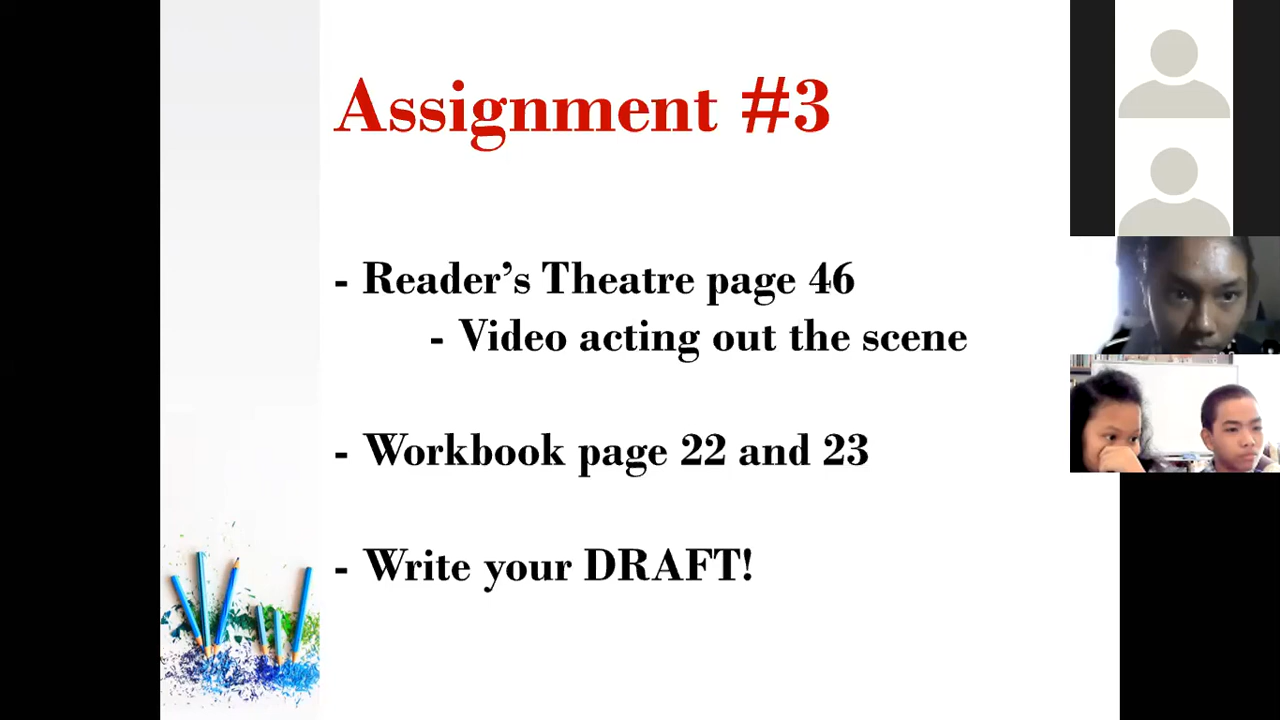 Assignment #3
- Reader’s Theatre page 46
- Video acting out the scene
- Workbook page 22 and 23
- Write your DRAFT!